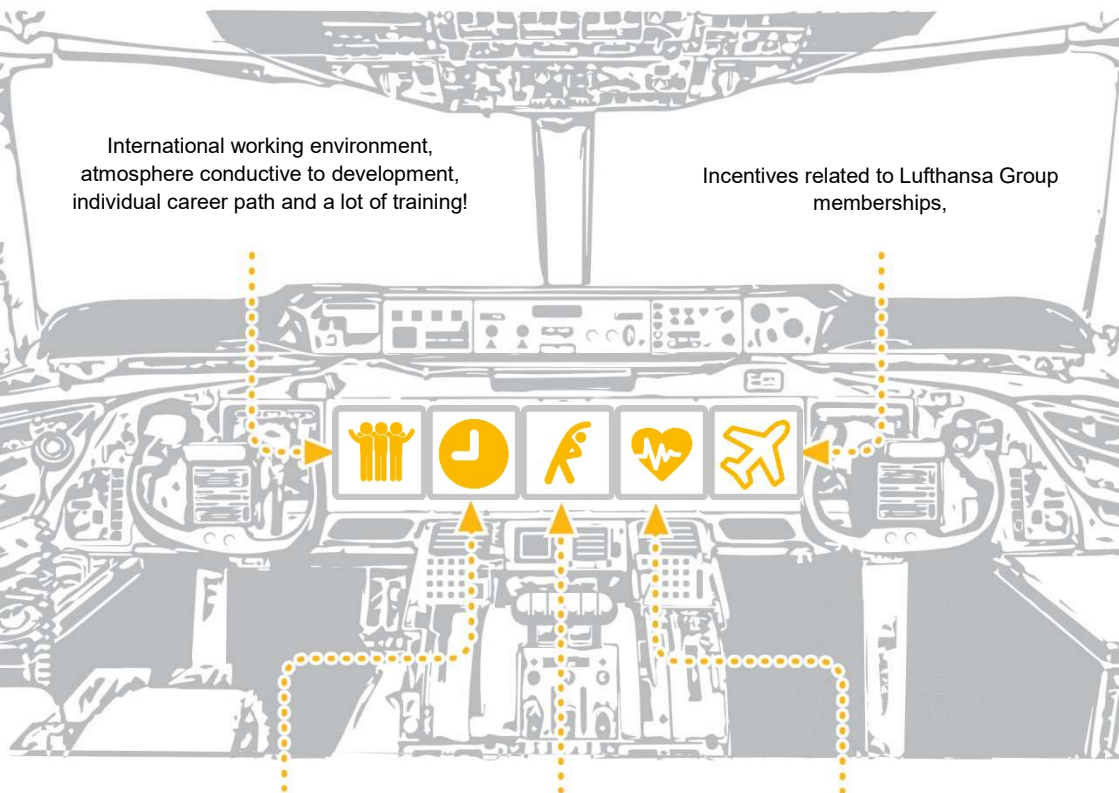 International working environment,
atmosphere conductive to development,
individual career path and a lot of training!
Incentives related to Lufthansa Group
memberships,